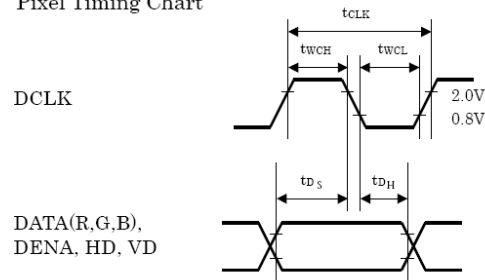 Pixel Timing Chart
tCLK
tWCH tWCL
DCLK
2.0V
0.8V
tDS tDH
DATA(R,G,B),
DENA, HD, VD